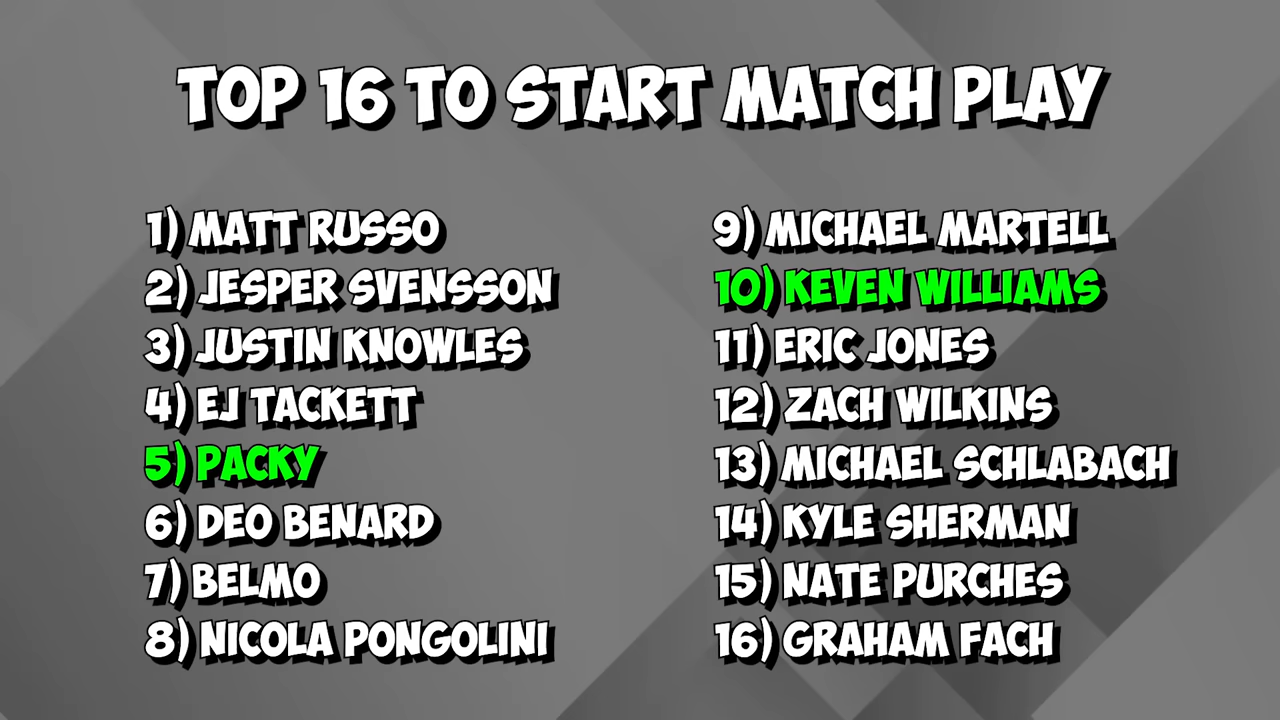 TOP 16 TO START MATCH PLAY
1) MATT RUSSO
2) JESPER SVENSSON
3) JUSTIN KNOWLES
4) EJ TACKETT
5) PACKY
6) DEO BENARD
7) BELMO
8) NICOLA PONGOLINI
9) MICHAEL MARTELL
10) KEVEN WILLIAMS
11) ERIC JONES
12) ZACH WILKINS
13) MICHAEL SCHLABACH
14) KYLE SHERMAN
15) NATE PURCHES
16) GRAHAM FACH